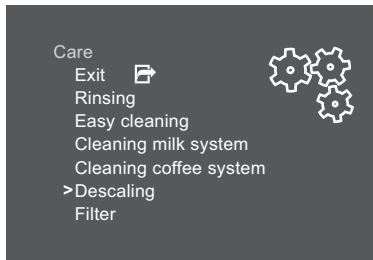 Care
Exit
Rinsing
Easy cleaning
Cleaning milk system
Cleaning coffee system
>Descaling
Filter